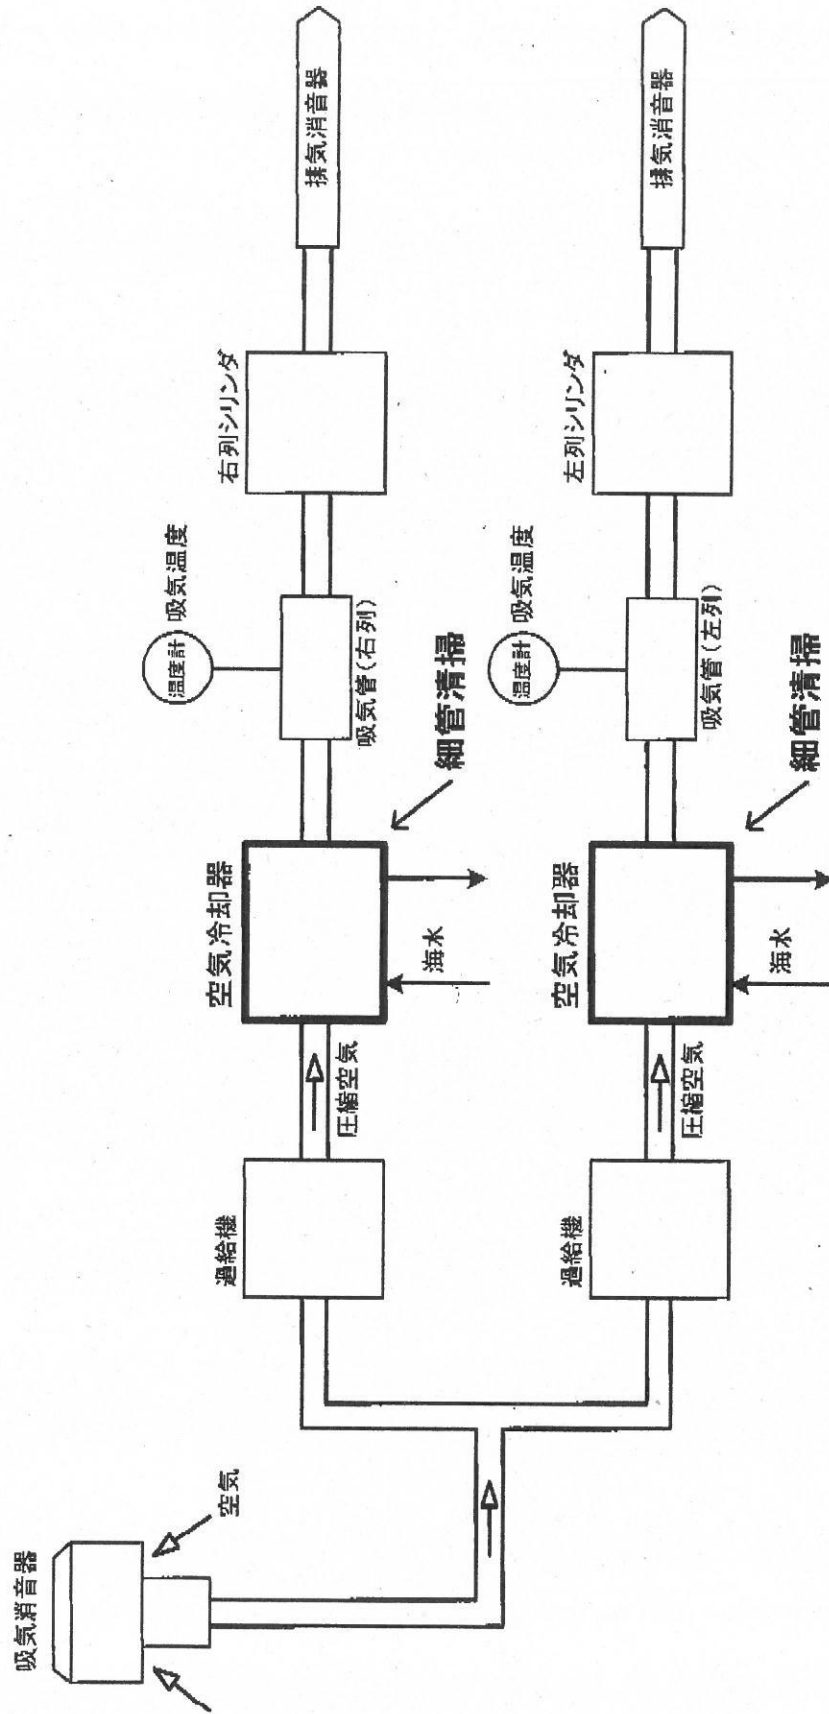 吸気消音器
空気
過給機
圧縮空気
空気冷却器
海水
細管清掃
温度計
吸気温度
吸気管(右列)
右列シリンダ
排気消音器
過給機
圧縮空気
空気冷却器
海水
細管清掃
温度計
吸気温度
吸気管(左列)
左列シリンダ
排気消音器